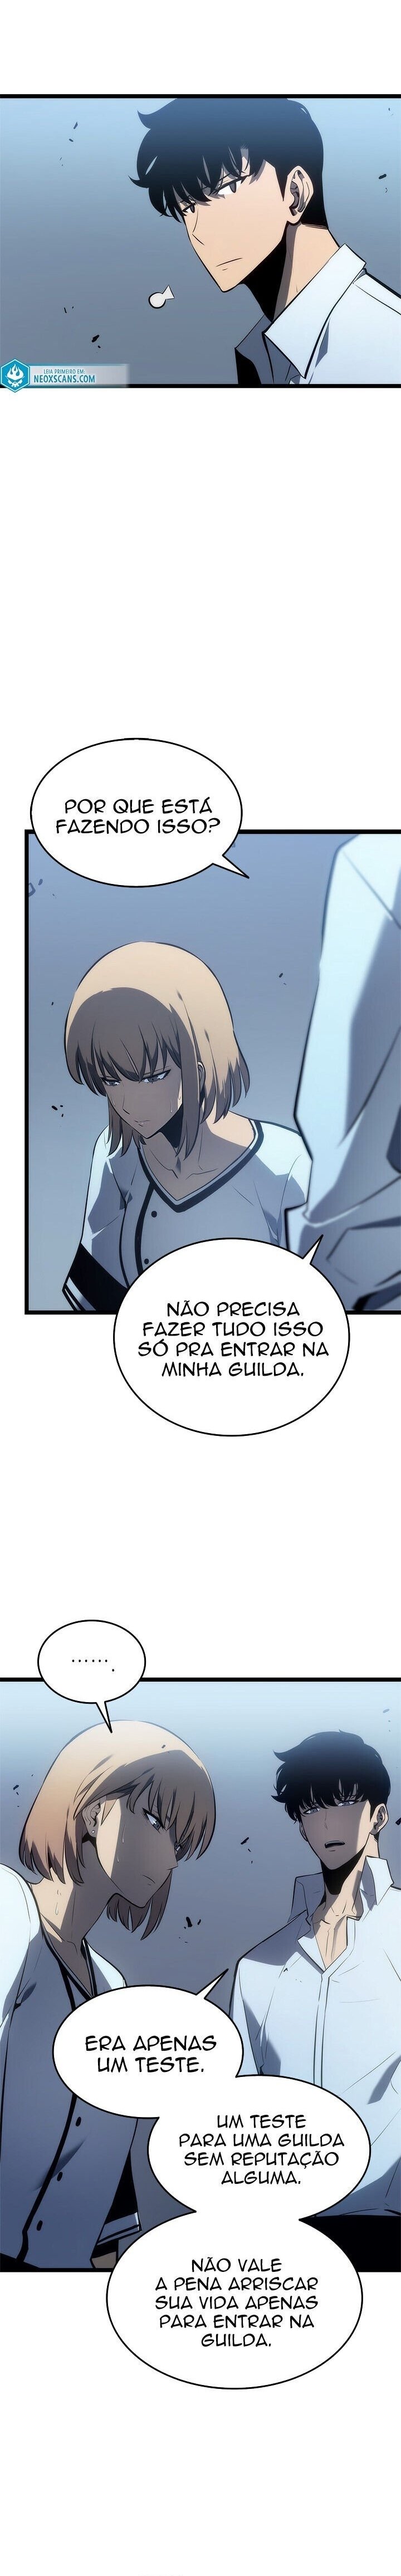 LEIA PRIMEIRO EM
NEOXSCANS.COM
POR QUE ESTÁ
FAZENDO ISSO?
NÃO PRECISA
FAZER TUDO ISSO
SÓ PRA ENTRAR NA
MINHA GUILDA.
.......
ERA APENAS
UM TESTE.
UM TESTE
PARA UMA GUILDA
SEM REPUTAÇÃO
ALGUMA.
NÃO VALE
A PENA ARRISCAR
SUA VIDA APENAS
PARA ENTRAR NA
GUILDA.